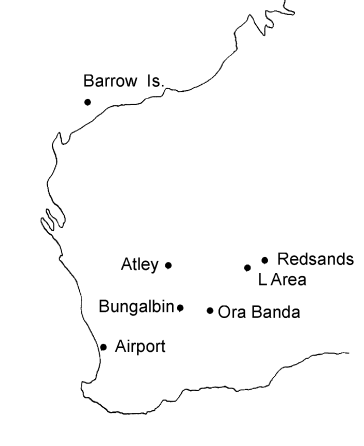 Barrow Is.
Atley
Redsands
L Area
Bungalbin
Ora Banda
Airport